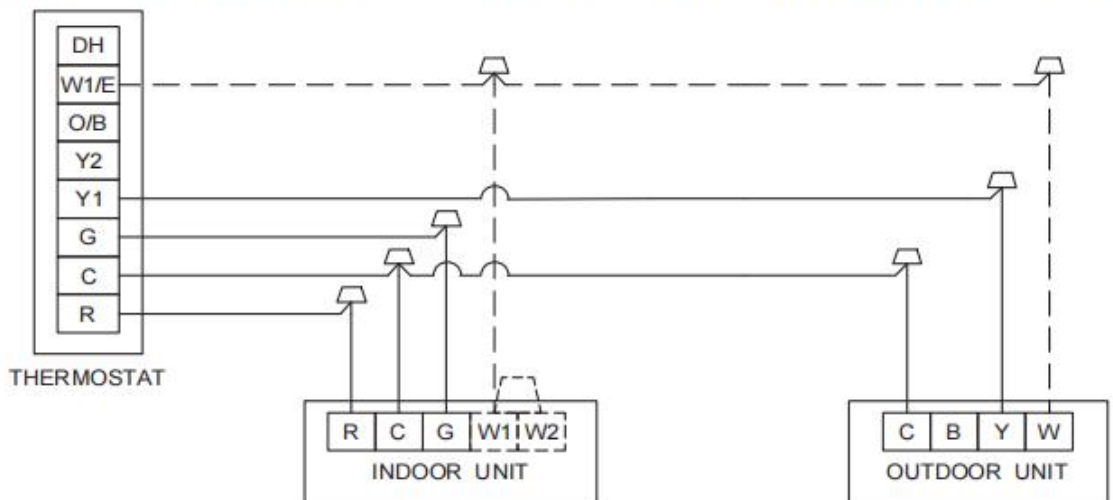 DH
W1/E
O/B
Y2
Y1
G
C
R
THERMOSTAT
R C G W1 W2
INDOOR UNIT
C B Y W
OUTDOOR UNIT